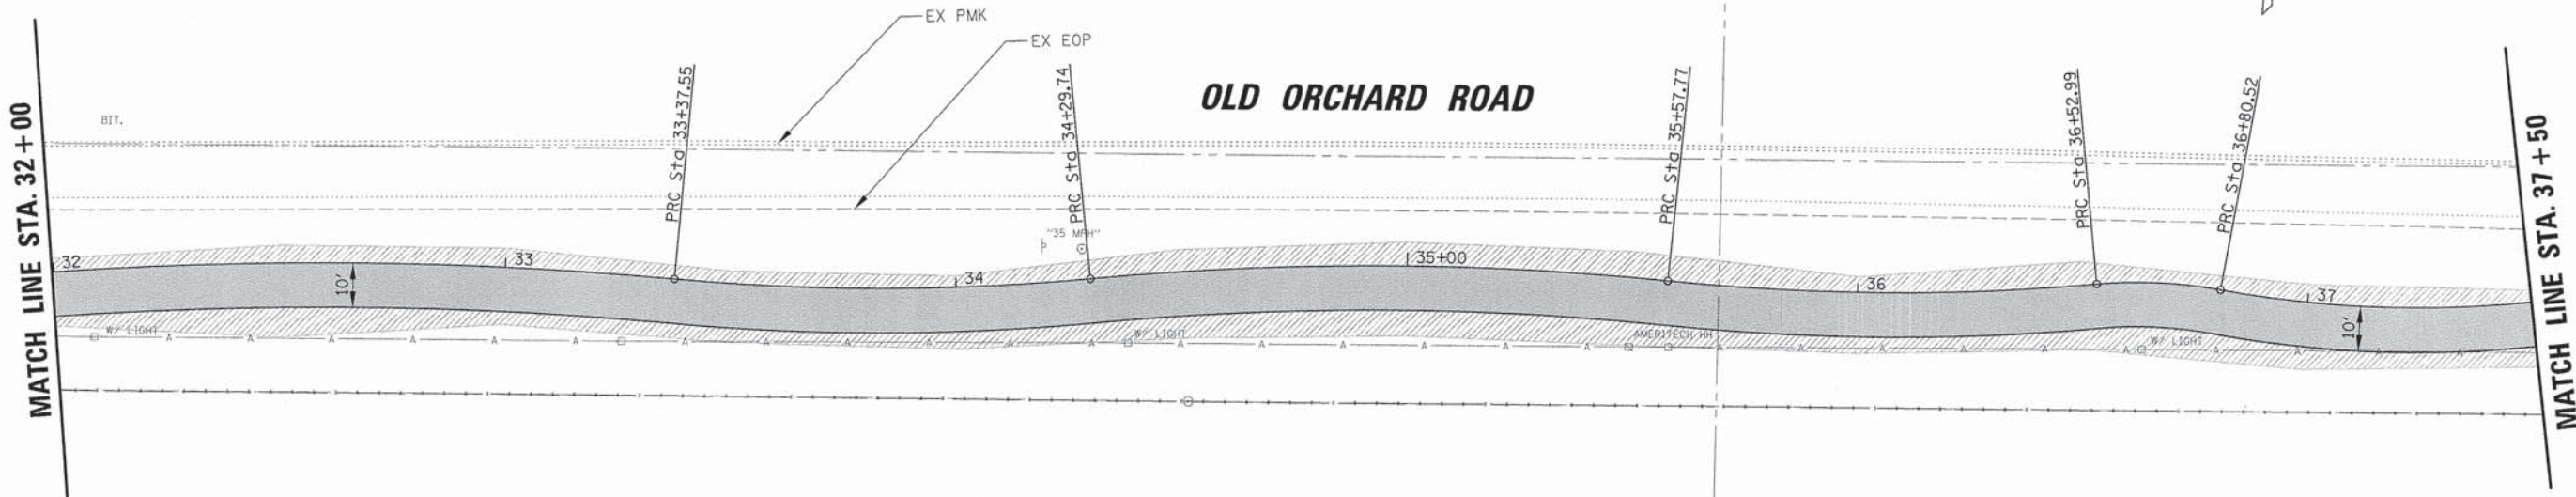 EX PMK
EX EOP
OLD ORCHARD ROAD
MATCH LINE STA. 32+00
BIT.
PRC Sta 33+37.55
PRC Sta 34+29.74
PRC Sta 35+57.77
PRC Sta 36+52.99
PRC Sta 36+80.52
MATCH LINE STA. 37+50
"35 MPH"
P
32
33
34
35+00
36
37
10'
10'
W/ LIGHT
W/ LIGHT
AMERITECH HH
W/ LIGHT
A A A A A A A A A A A A A A A A A A A A A A A A A A A A A